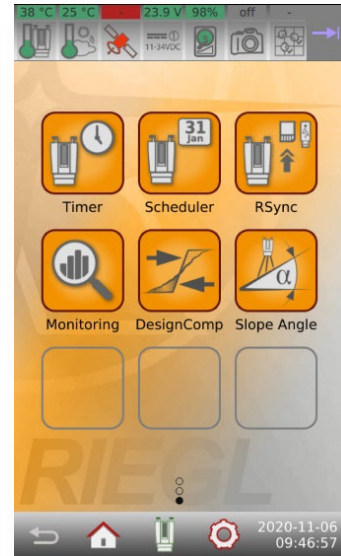 38 °C 25 °C - 23.9 V 98% off -
11-34VDC
31
Jan
Timer Scheduler RSync
α
Monitoring DesignComp Slope Angle
RIEGL
2020-11-06
09:46:57